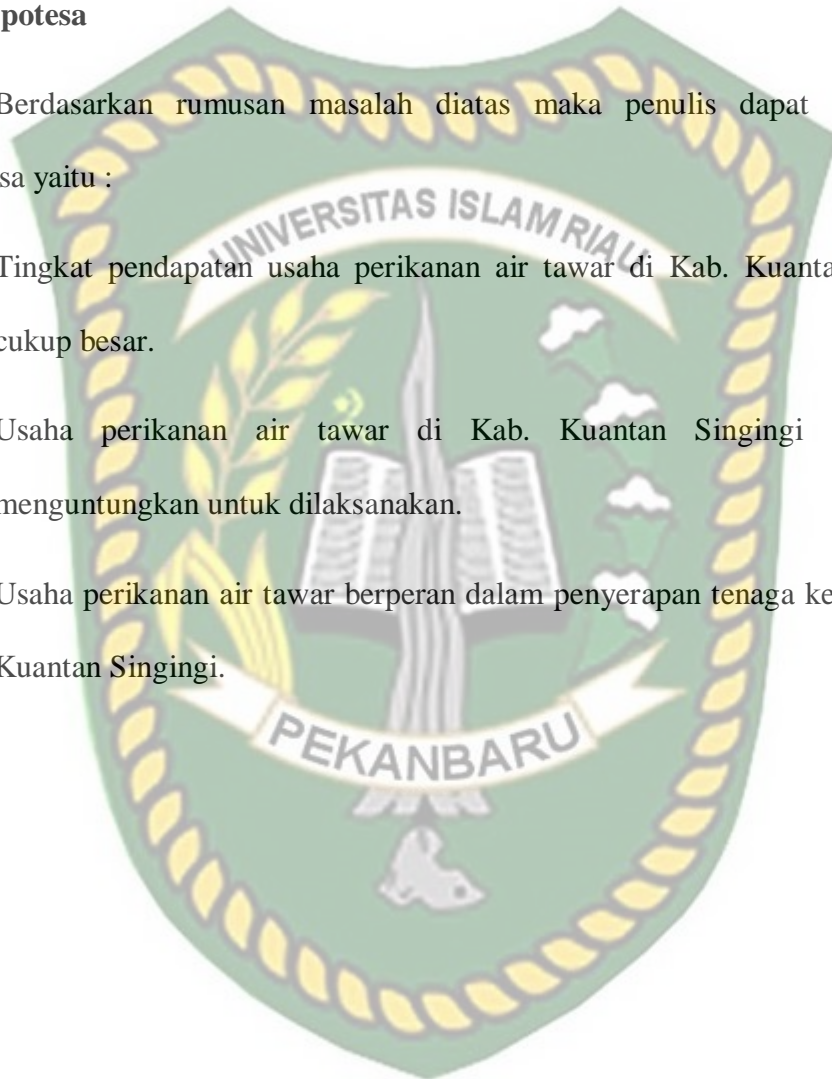 potesa
Berdasarkan rumusan masalah diatas maka penulis dapat
sa yaitu :
UNIVERSITAS ISLAM RIAU
Tingkat pendapatan usaha perikanan air tawar di Kab. Kuanta
cukup besar.
Usaha perikanan air tawar di Kab. Kuantan Singingi
menguntungkan untuk dilaksanakan.
Usaha perikanan air tawar berperan dalam penyerapan tenaga ke
Kuantan Singingi.
PEKANBARU